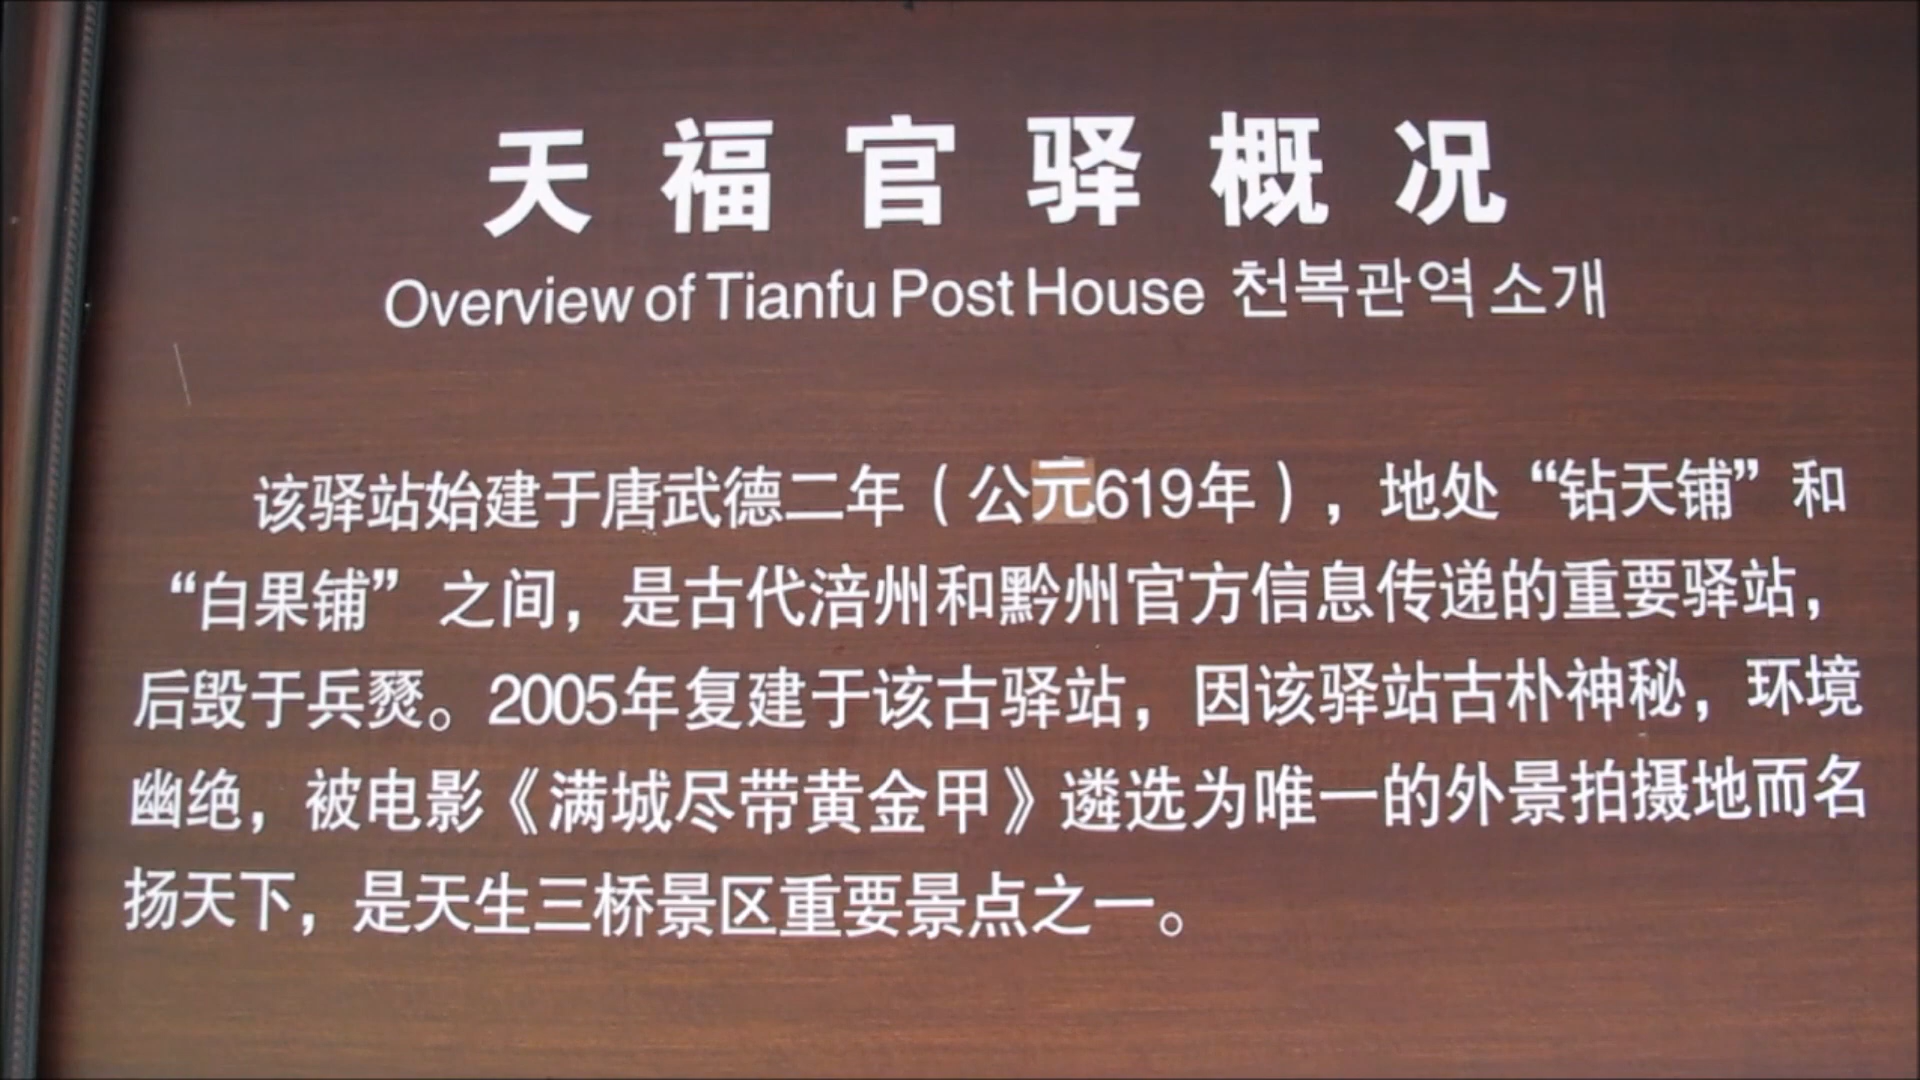 天福官驿概况
Overview of Tianfu Post House 천복관역소개
该驿站始建于唐武德二年（公元619年），地处“钻天铺”和
“白果铺”之间，是古代涪州和黔州官方信息传递的重要驿站，
后毁于兵燹。2005年复建于该古驿站，因该驿站古朴神秘，环境
幽绝，被电影《满城尽带黄金甲》遴选为唯一的外景拍摄地而名
扬天下，是天生三桥景区重要景点之一。